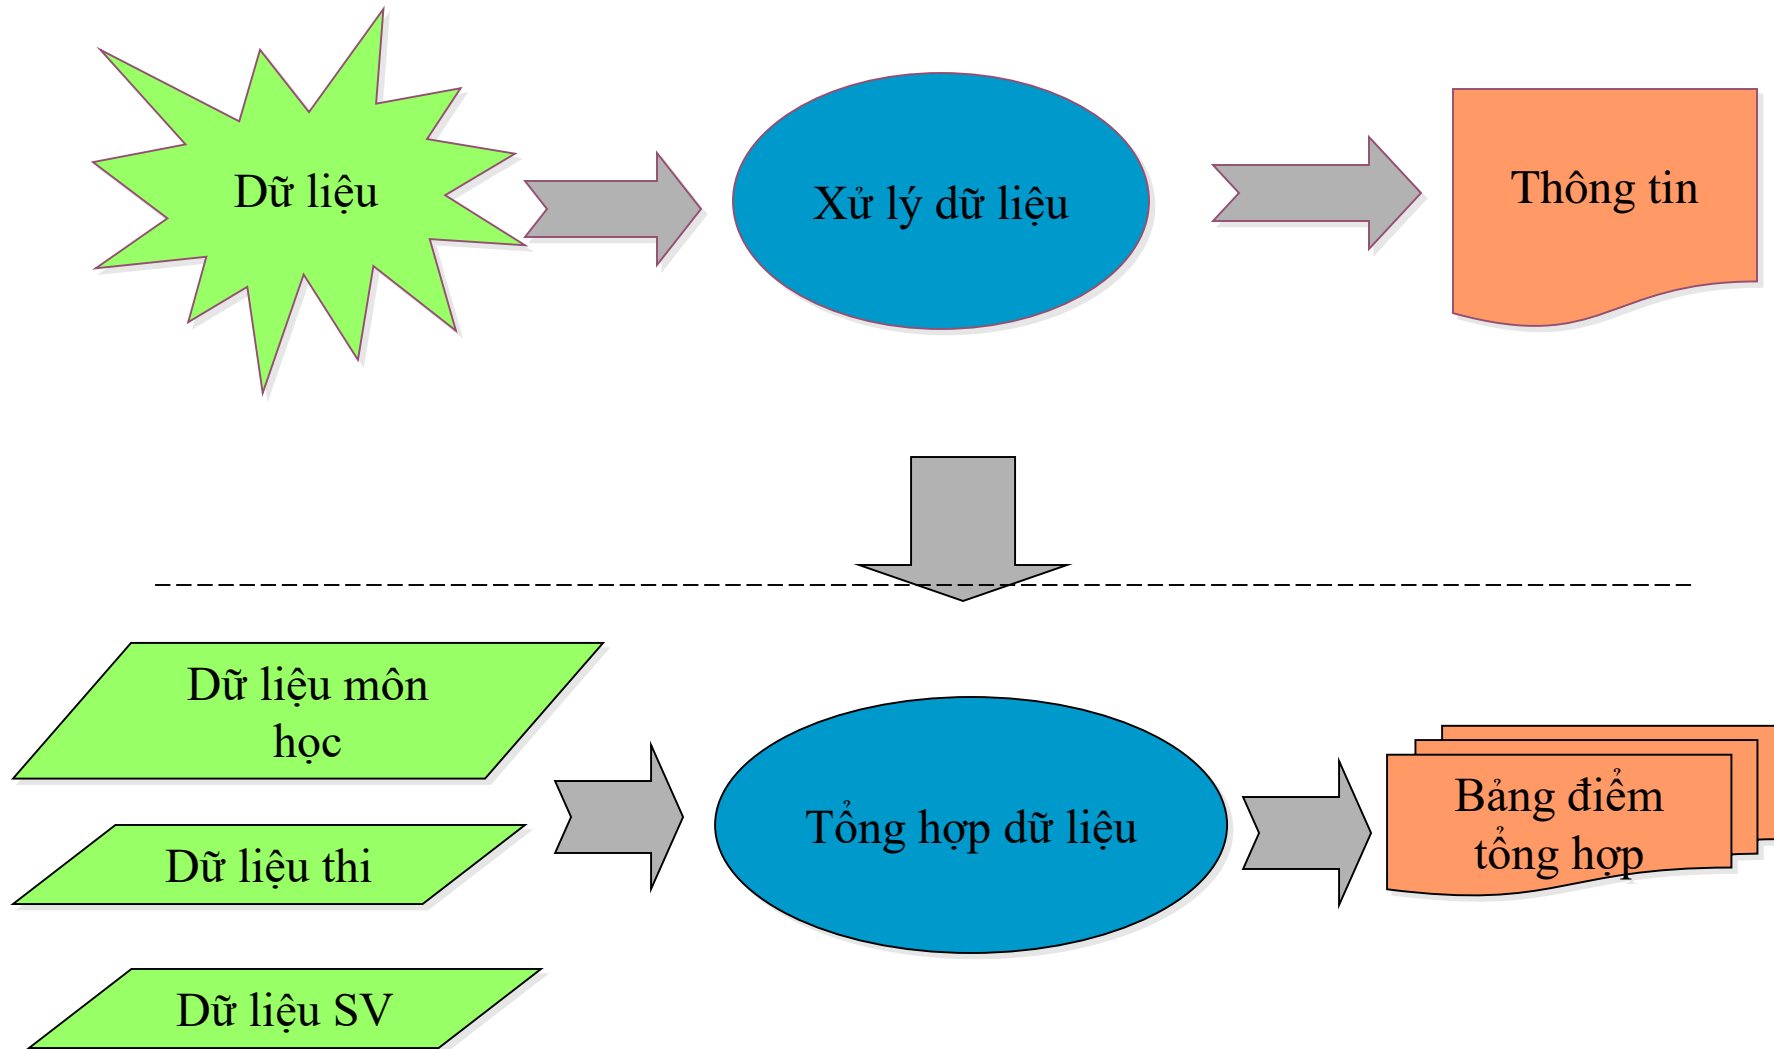 Dữ liệu
Xử lý dữ liệu
Thông tin
Dữ liệu môn
học
Dữ liệu thi
Dữ liệu SV
Tổng hợp dữ liệu
Bảng điểm
tổng hợp